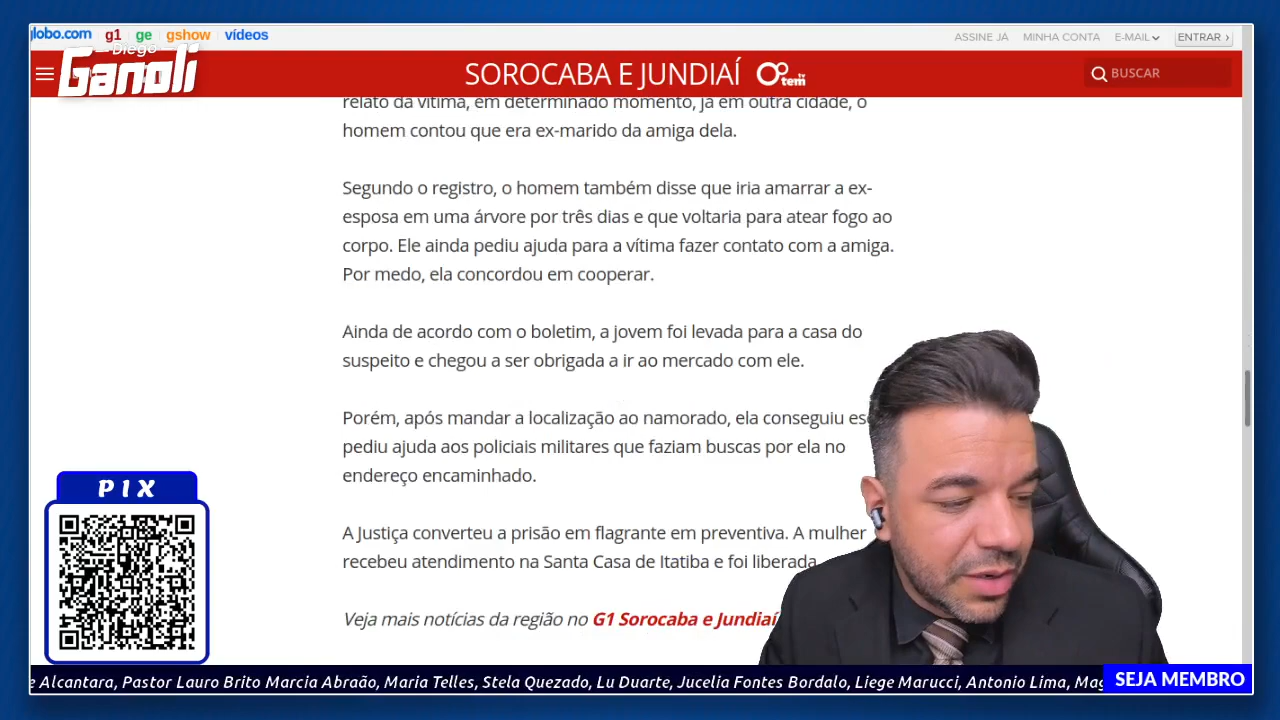 globo.com g1 ge gshow vídeos
ASSINE JÁ MINHA CONTA E-MAIL ENTRAR ›
Diego
Ganoli
SOROCABA E JUNDIAÍ tv tem
BUSCAR
relato da vítima, em determinado momento, já em outra cidade, o
homem contou que era ex-marido da amiga dela.
Segundo o registro, o homem também disse que iria amarrar a ex-
esposa em uma árvore por três dias e que voltaria para atear fogo ao
corpo. Ele ainda pediu ajuda para a vítima fazer contato com a amiga.
Por medo, ela concordou em cooperar.
Ainda de acordo com o boletim, a jovem foi levada para a casa do
suspeito e chegou a ser obrigada a ir ao mercado com ele.
Porém, após mandar a localização ao namorado, ela conseguiu
pediu ajuda aos policiais militares que faziam buscas por ela no
endereço encaminhado.
A Justiça converteu a prisão em flagrante em preventiva. A mulher
recebeu atendimento na Santa Casa de Itatiba e foi liberada
Veja mais notícias da região no G1 Sorocaba e Jundiaí
PIX
e Alcantara, Pastor Lauro Brito Marcia Abraão, Maria Telles, Stela Quezado, Lu Duarte, Jucelia Fontes Bordalo, Liege Marucci, Antonio Lima,
SEJA MEMBRO